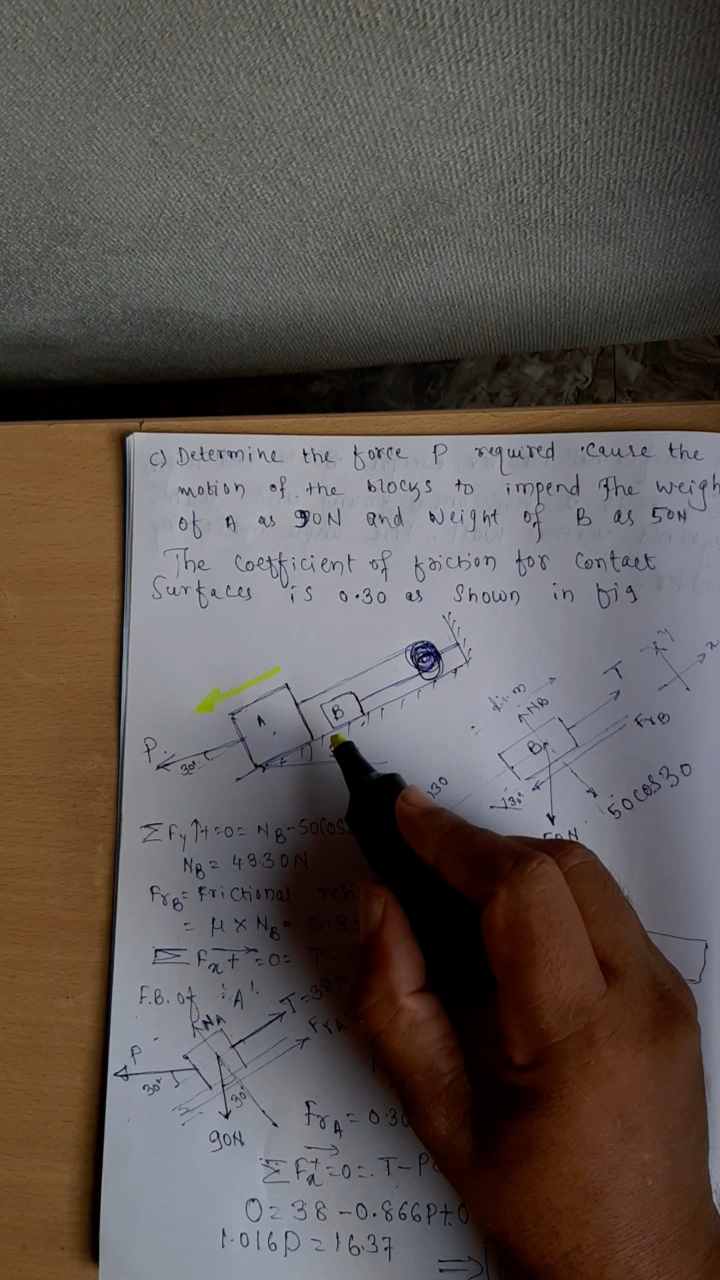 c) Determine the force P required cause the
motion of the blocks to impend The weigh
of A as 90N and weight of B as 50N
The coefficient of friction for contact
Surfaces is 0.30 as shown in fig
A
B
P
30°
T
NB
FrB
B
50cos30
30°
50N
ΣFy↑+=0= NB-50cos
NB= 43.30N
FrB= Frictional
= μ x NB=
ΣFx+=0= T-
F.B. of 'A'
NA
T=38N
FrA
P
30°
30°
90N
FrA= 0.30
ΣFx+=0= T-P
0=38-0.866P+0
1.016P=16.37